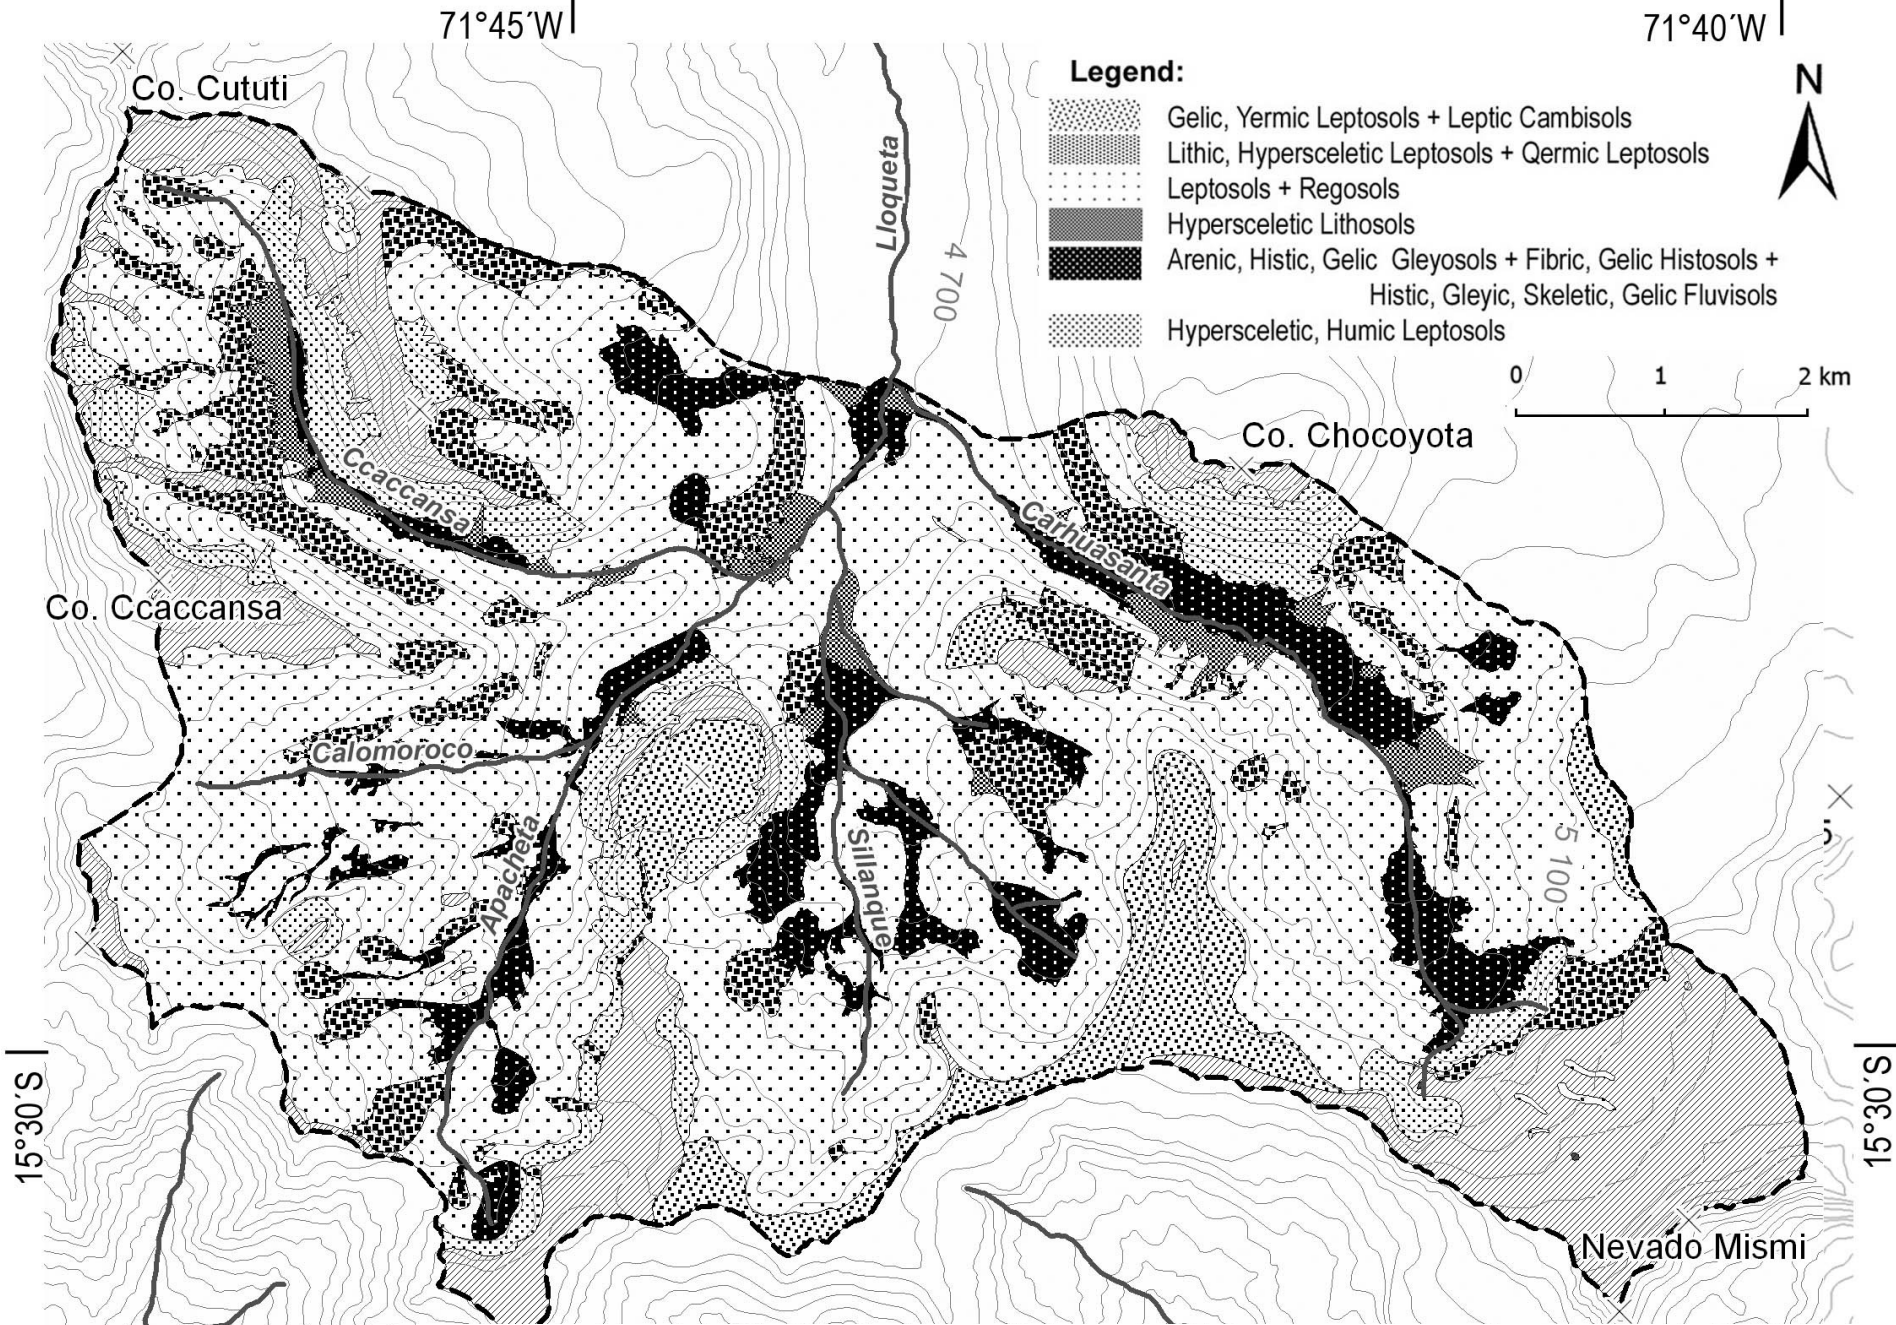 71°45´W
71°40´W
Co. Cututi
Legend:
N
Gelic, Yermic Leptosols + Leptic Cambisols
Lithic, Hypersceletic Leptosols + Qermic Leptosols
Leptosols + Regosols
Hypersceletic Lithosols
Arenic, Histic, Gelic Gleyosols + Fibric, Gelic Histosols +
Histic, Gleyic, Skeletic, Gelic Fluvisols
Hypersceletic, Humic Leptosols
0 1 2 km
Lloqueta
4 700
Co. Chocoyota
Ccaccansa
Carhuasanta
Co. Ccaccansa
Calomoroco
Apacheta
Sillanque
5 100
15°30´S
15°30´S
Nevado Mismi